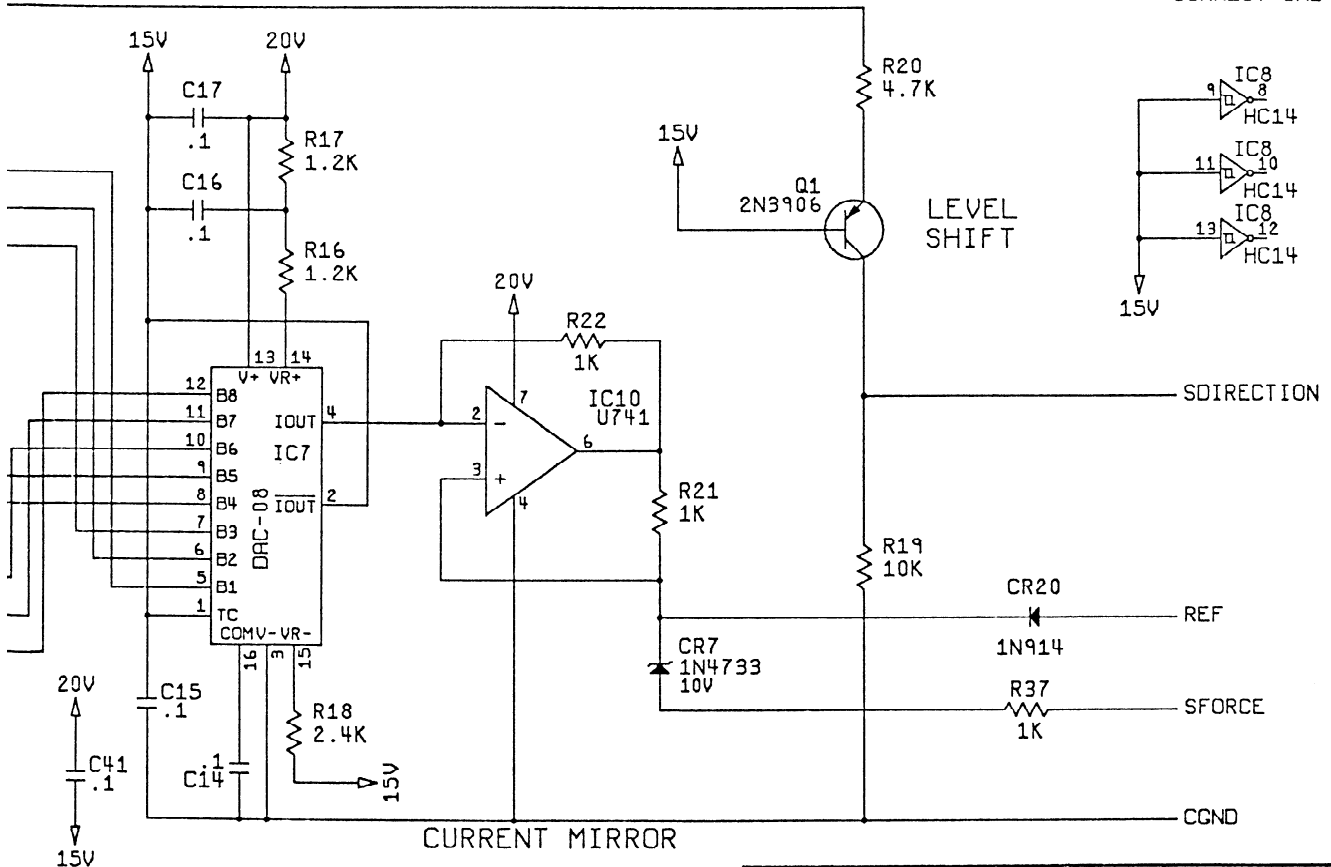 15V
20V
C17
.1
R17
1.2K
C16
.1
R16
1.2K
R20
4.7K
15V
Q1
2N3906
LEVEL
SHIFT
9
IC8
8
HC14
11
IC8
10
HC14
13
IC8
12
HC14
15V
20V
R22
1K
13
14
V+
VR+
12
B8
11
B7
10
B6
9
B5
8
B4
7
B3
6
B2
5
B1
1
TC
IOUT
4
IC7
IOUT
2
DAC-08
COM
V-
VR-
16
3
15
2
-
3
+
7
4
6
IC10
U741
R21
1K
SDIRECTION
R19
10K
CR20
1N914
REF
CR7
1N4733
10V
R37
1K
SFORCE
20V
C41
.1
15V
C15
.1
.1
C14
R18
2.4K
15V
CURRENT MIRROR
CGND